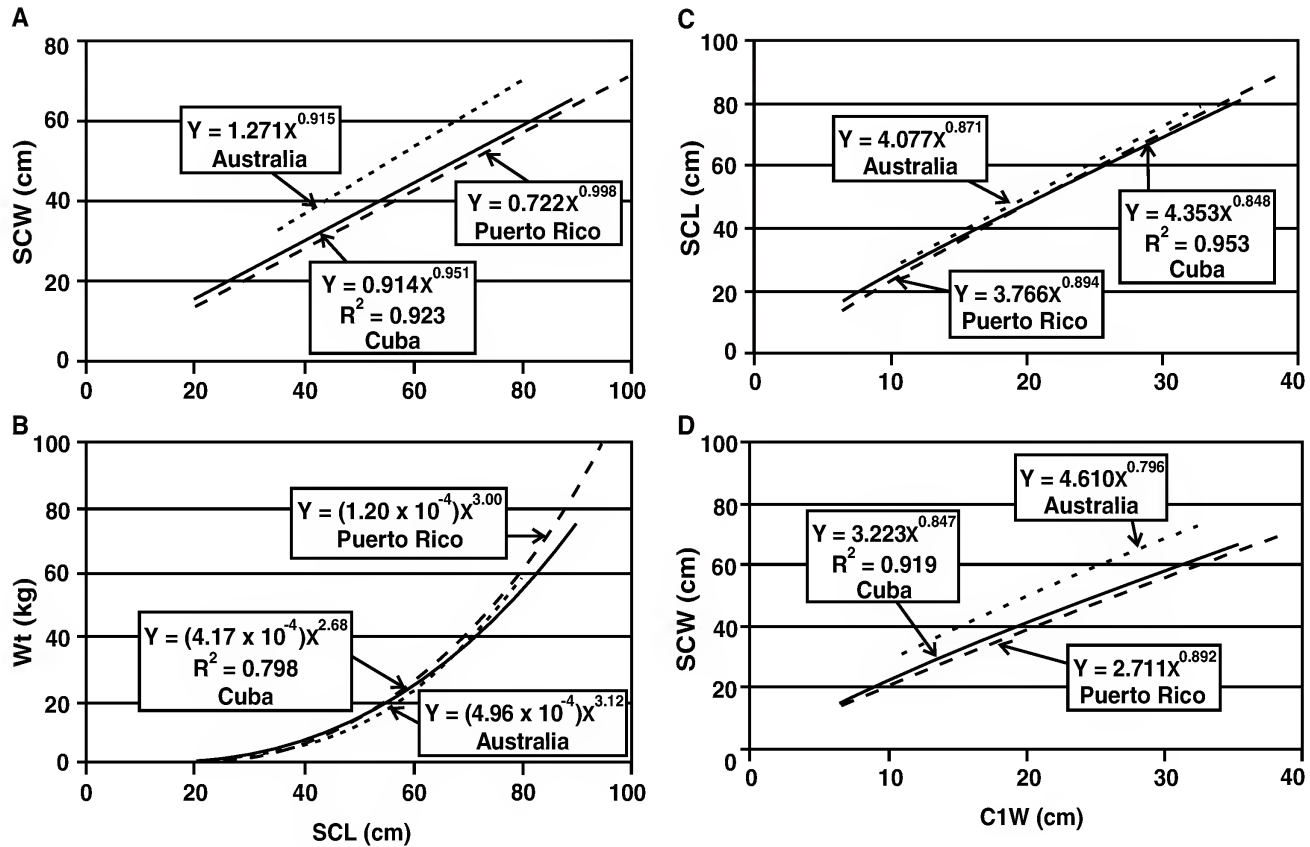 A
SCW (cm)
80
60
40
20
0
0 20 40 60 80 100
Y = 1.271X^0.915
Australia
Y = 0.722X^0.998
Puerto Rico
Y = 0.914X^0.951
R^2 = 0.923
Cuba
B
Wt (kg)
100
80
60
40
20
0
0 20 40 60 80 100
SCL (cm)
Y = (1.20 x 10^-4)X^3.00
Puerto Rico
Y = (4.17 x 10^-4)X^2.68
R^2 = 0.798
Cuba
Y = (4.96 x 10^-4)X^3.12
Australia
C
SCL (cm)
100
80
60
40
20
0
0 10 20 30 40
Y = 4.077X^0.871
Australia
Y = 4.353X^0.848
R^2 = 0.953
Cuba
Y = 3.766X^0.894
Puerto Rico
D
SCW (cm)
100
80
60
40
20
0
0 10 20 30 40
C1W (cm)
Y = 4.610X^0.796
Australia
Y = 3.223X^0.847
R^2 = 0.919
Cuba
Y = 2.711X^0.892
Puerto Rico